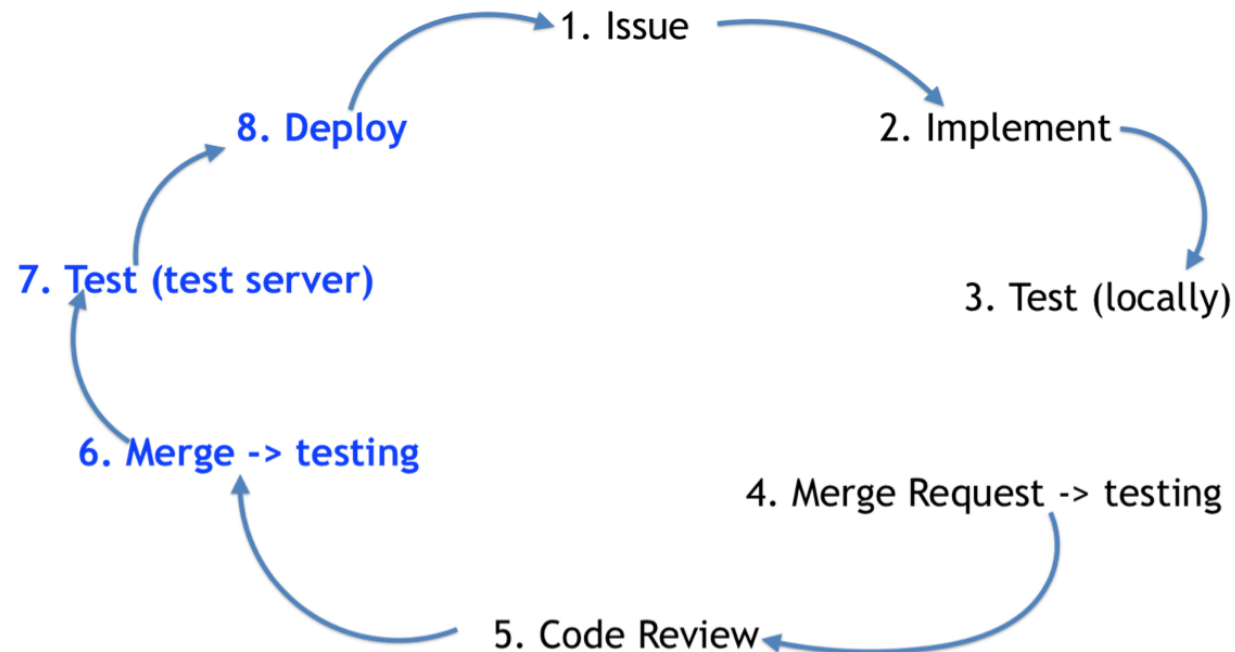 1. Issue
2. Implement
3. Test (locally)
4. Merge Request -> testing
5. Code Review
6. Merge -> testing
7. Test (test server)
8. Deploy